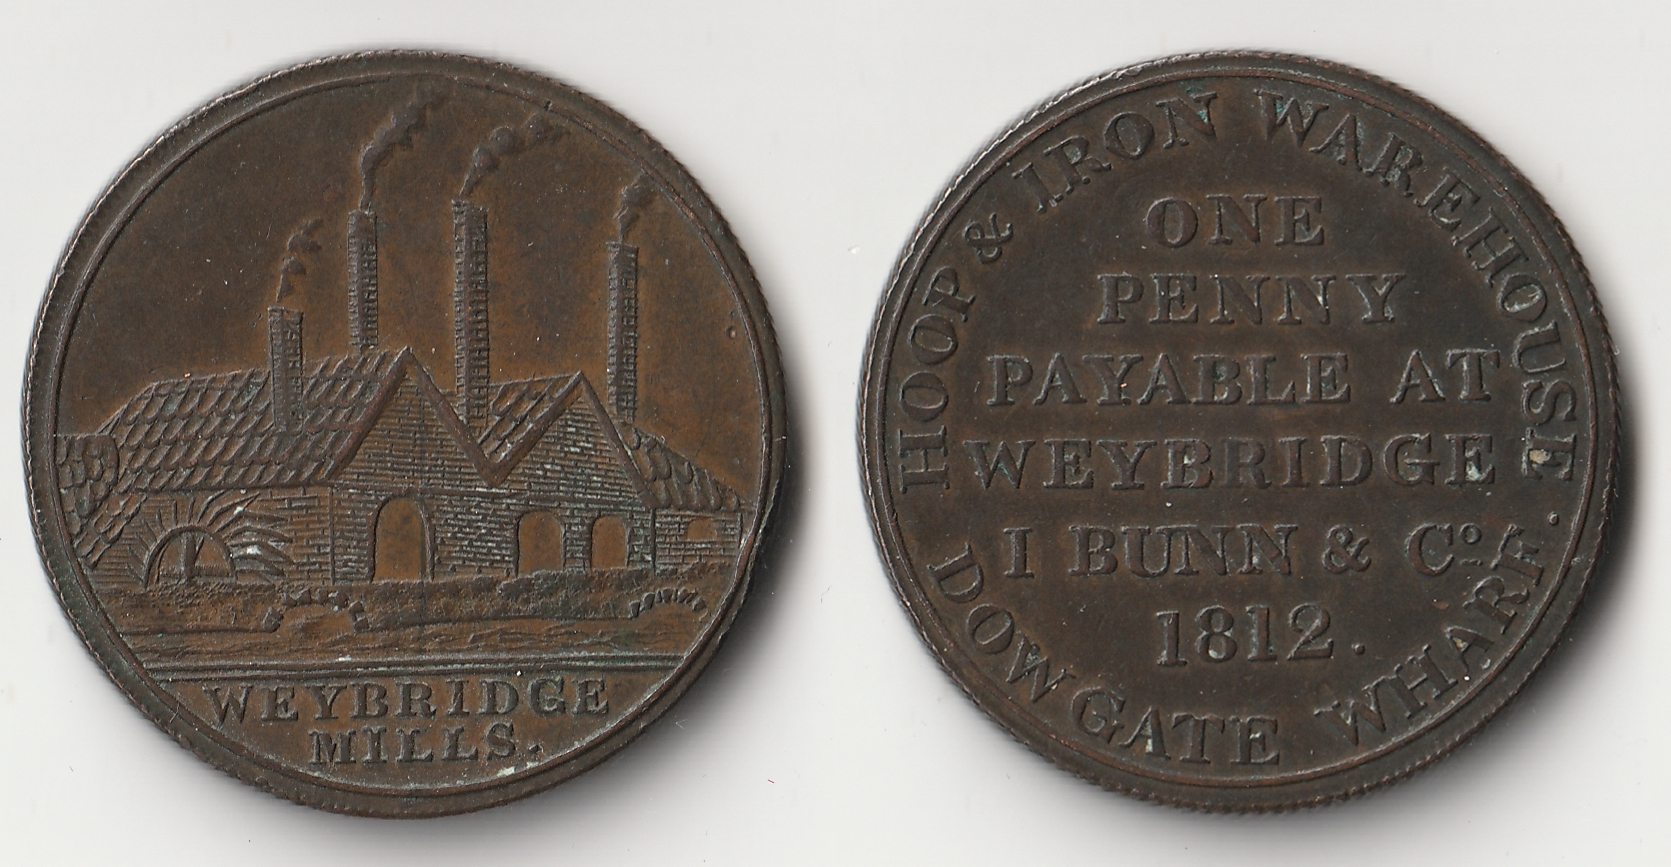 WEYBRIDGE
MILLS.
HOOP & IRON WAREHOUSE
DOWGATE WHARF.
ONE
PENNY
PAYABLE AT
WEYBRIDGE
I BUNN & Cº
1812.